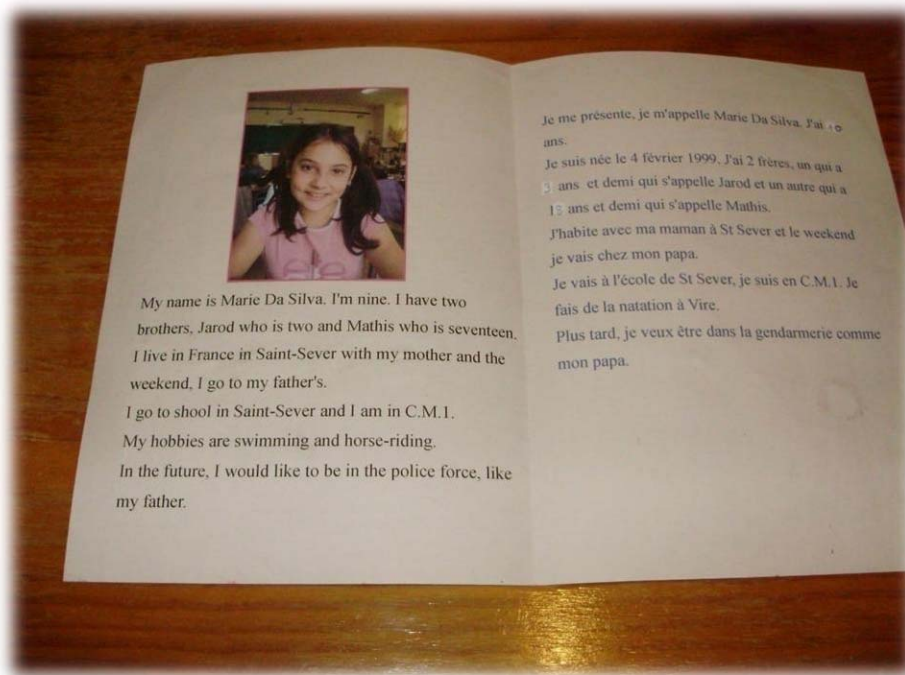 My name is Marie Da Silva. I'm nine. I have two
brothers, Jarod who is two and Mathis who is seventeen.
I live in France in Saint-Sever with my mother and the
weekend, I go to my father's.
I go to shool in Saint-Sever and I am in C.M.1.
My hobbies are swimming and horse-riding.
In the future, I would like to be in the police force, like
my father.
Je me présente, je m'appelle Marie Da Silva. J'ai 10
ans.
Je suis née le 4 février 1999. J'ai 2 frères, un qui a
3 ans et demi qui s'appelle Jarod et un autre qui a
18 ans et demi qui s'appelle Mathis.
J'habite avec ma maman à St Sever et le weekend
je vais chez mon papa.
Je vais à l'école de St Sever, je suis en C.M.1. Je
fais de la natation à Vire.
Plus tard, je veux être dans la gendarmerie comme
mon papa.